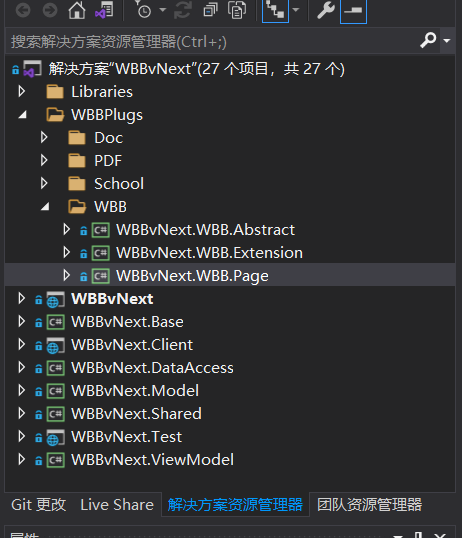 搜索解决方案资源管理器(Ctrl+;)
解决方案"WBBvNext"(27 个项目，共 27 个)
Libraries
WBBPlugs
Doc
PDF
School
WBB
C# WBBvNext.WBB.Abstract
C# WBBvNext.WBB.Extension
C# WBBvNext.WBB.Page
WBBvNext
C# WBBvNext.Base
WBBvNext.Client
C# WBBvNext.DataAccess
C# WBBvNext.Model
C# WBBvNext.Shared
WBBvNext.Test
C# WBBvNext.ViewModel
Git 更改 Live Share 解决方案资源管理器 团队资源管理器